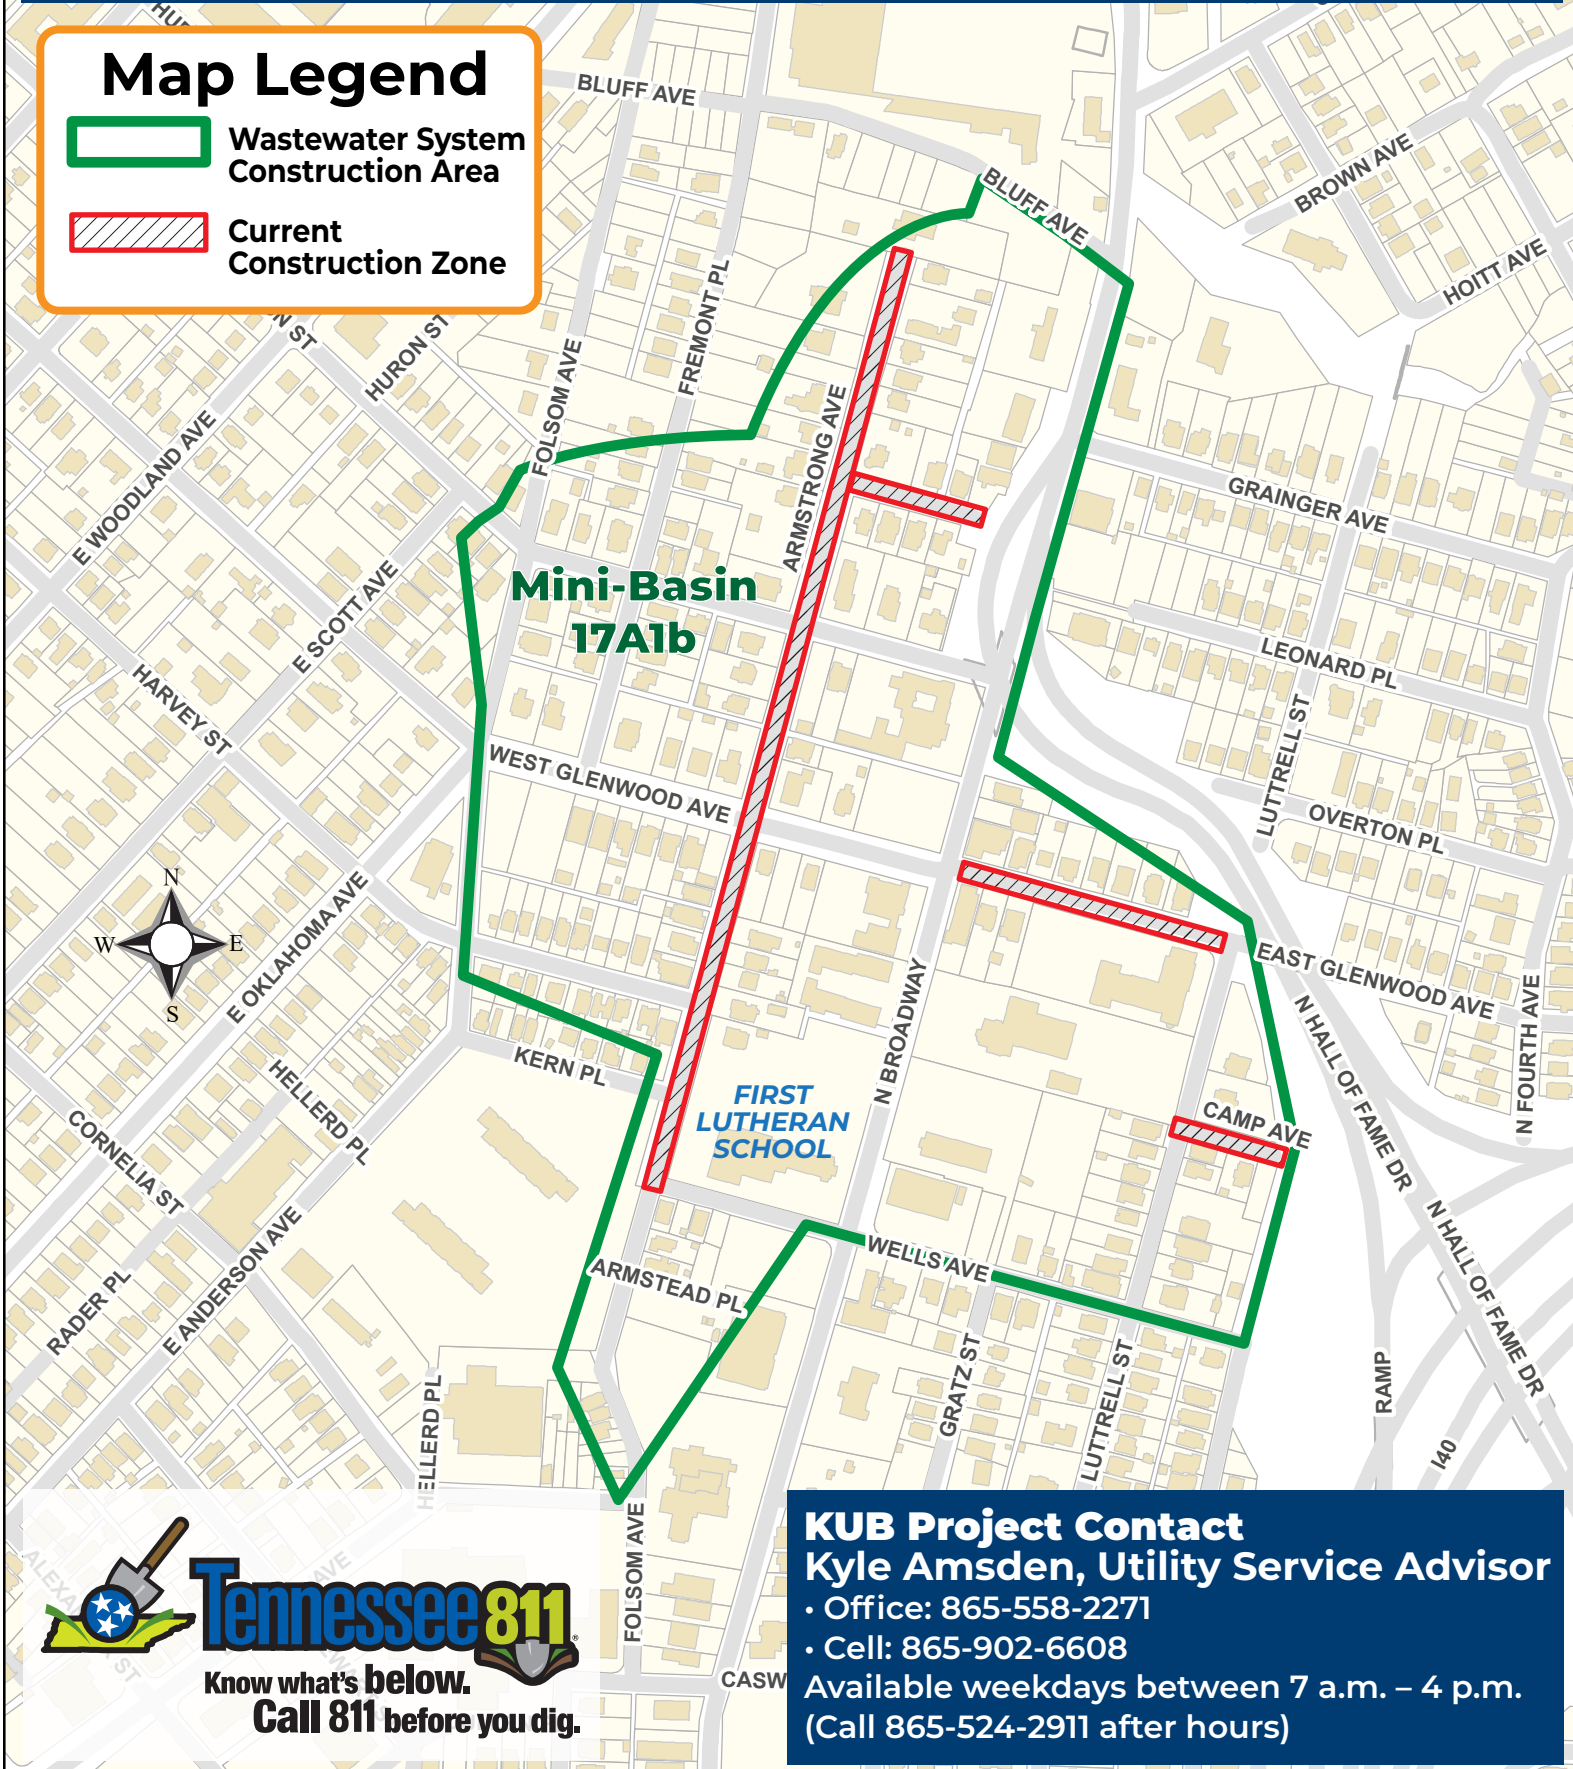 Map Legend
Wastewater System
Construction Area
Current
Construction Zone
BLUFF AVE
BLUFF AVE
BROWN AVE
HOITT AVE
HURON ST
FREMONT PL
FOLSOM AVE
ARMSTRONG AVE
E WOODLAND AVE
E SCOTT AVE
GRAINGER AVE
Mini-Basin
17A1b
LEONARD PL
HARVEY ST
LUTTRELL ST
WEST GLENWOOD AVE
OVERTON PL
N
W
E
S
E OKLAHOMA AVE
EAST GLENWOOD AVE
N BROADWAY
N FOURTH AVE
KERN PL
N HALL OF FAME DR
FIRST
LUTHERAN
SCHOOL
CAMP AVE
HELLERD PL
CORNELIA ST
WELLS AVE
ARMSTEAD PL
N HALL OF FAME DR
RADER PL
E ANDERSON AVE
GRATZ ST
LUTTRELL ST
RAMP
I40
HELLERD PL
FOLSOM AVE
CASW
Tennessee 811
®
Know what's below.
Call 811 before you dig.
KUB Project Contact
Kyle Amsden, Utility Service Advisor
• Office: 865-558-2271
• Cell: 865-902-6608
Available weekdays between 7 a.m. – 4 p.m.
(Call 865-524-2911 after hours)